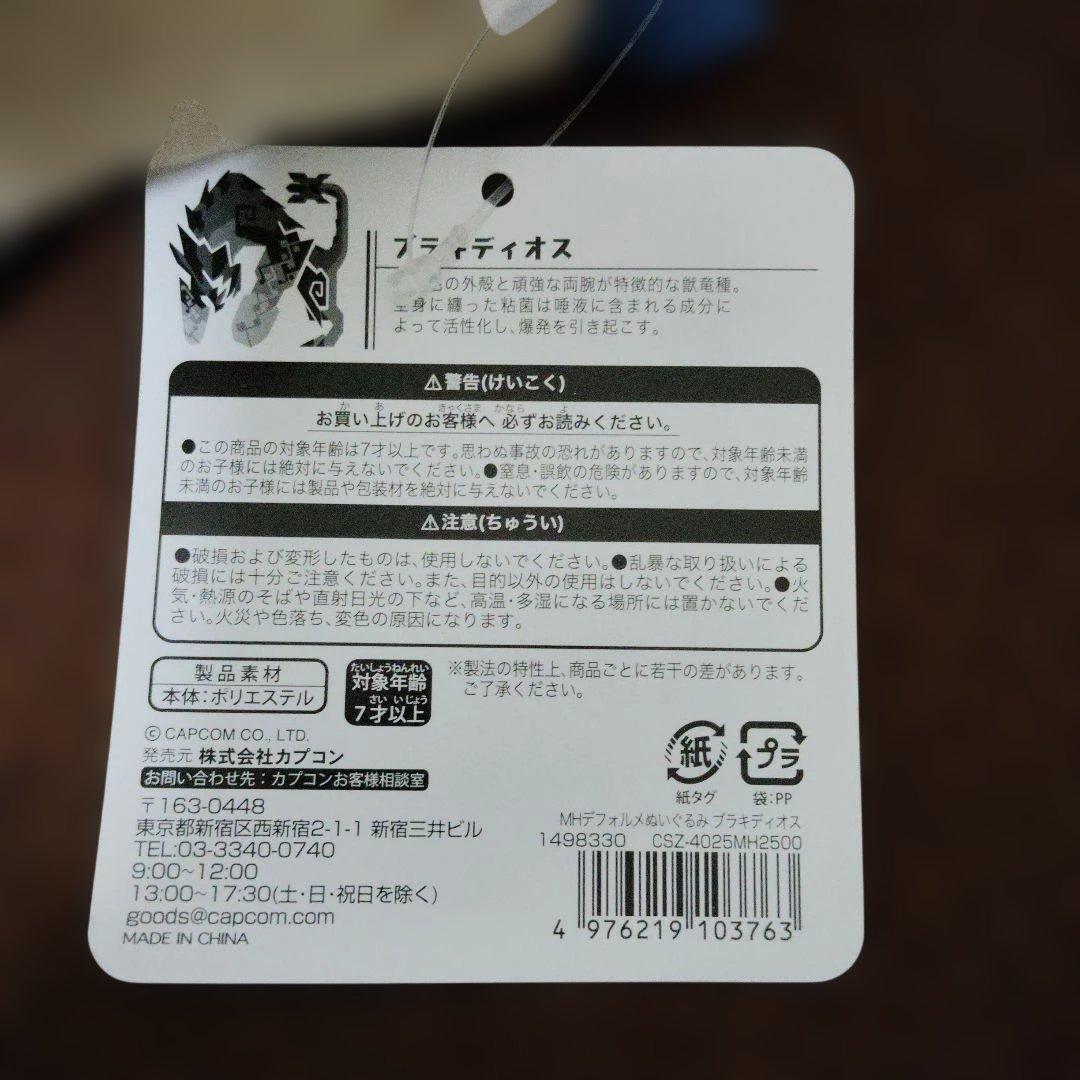 ブラキディオス
色の外殻と頑強な両腕が特徴的な獣竜種。
全身に纏った粘菌は唾液に含まれる成分に
よって活性化し、爆発を引き起こす。
⚠警告(けいこく)
お買い上げのお客様へ 必ずお読みください。
●この商品の対象年齢は7才以上です。思わぬ事故の恐れがありますので、対象年齢未満
のお子様には絶対に与えないでください。●窒息・誤飲の危険がありますので、対象年齢
未満のお子様には製品や包装材を絶対に与えないでください。
⚠注意(ちゅうい)
●破損および変形したものは、使用しないでください。●乱暴な取り扱いによる
破損には十分ご注意ください。また、目的以外の使用はしないでください。●火
気・熱源のそばや直射日光の下など、高温・多湿になる場所には置かないでくだ
さい。火災や色落ち、変色の原因になります。
製品素材
本体:ポリエステル
たいしょうねんれい
対象年齢
さい いじょう
7才以上
※製法の特性上、商品ごとに若干の差があります。
ご了承ください。
© CAPCOM CO., LTD.
発売元 株式会社カプコン
お問い合わせ先:カプコンお客様相談室
〒163-0448
東京都新宿区西新宿2-1-1 新宿三井ビル
TEL:03-3340-0740
9:00~12:00
13:00~17:30(土・日・祝日を除く)
goods@capcom.com
MADE IN CHINA
紙
プラ
紙タグ
袋:PP
MHデフォルメぬいぐるみ ブラキディオス
1498330 CSZ-4025MH2500
4 976219 103763